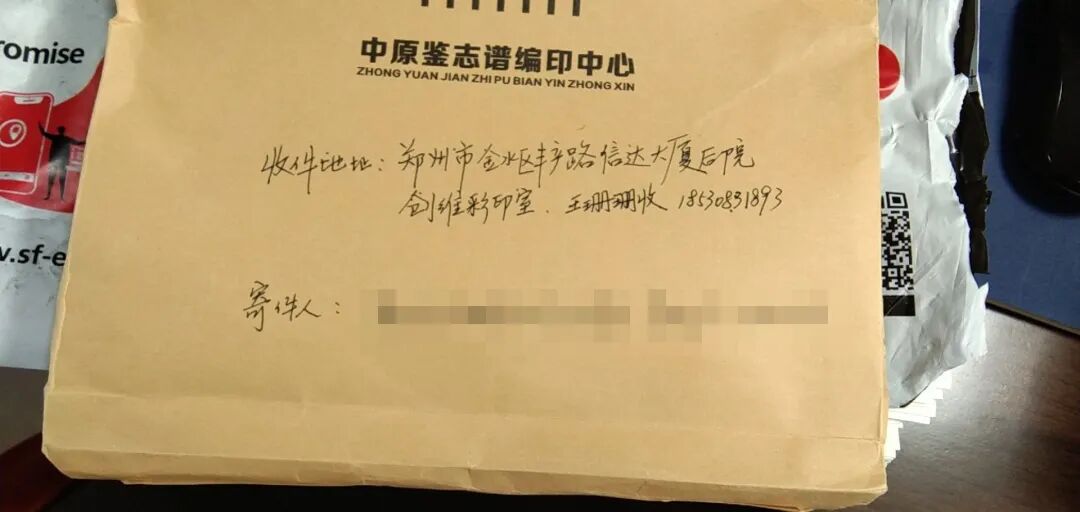 romise
中原鉴志谱编印中心
ZHONG YUAN JIAN ZHI PU BIAN YIN ZHONG XIN
收件地址：郑州市金水区丰产路信达大厦后院
创维彩印室、王珊珊收 18530831893
w.sf-e
寄件人：